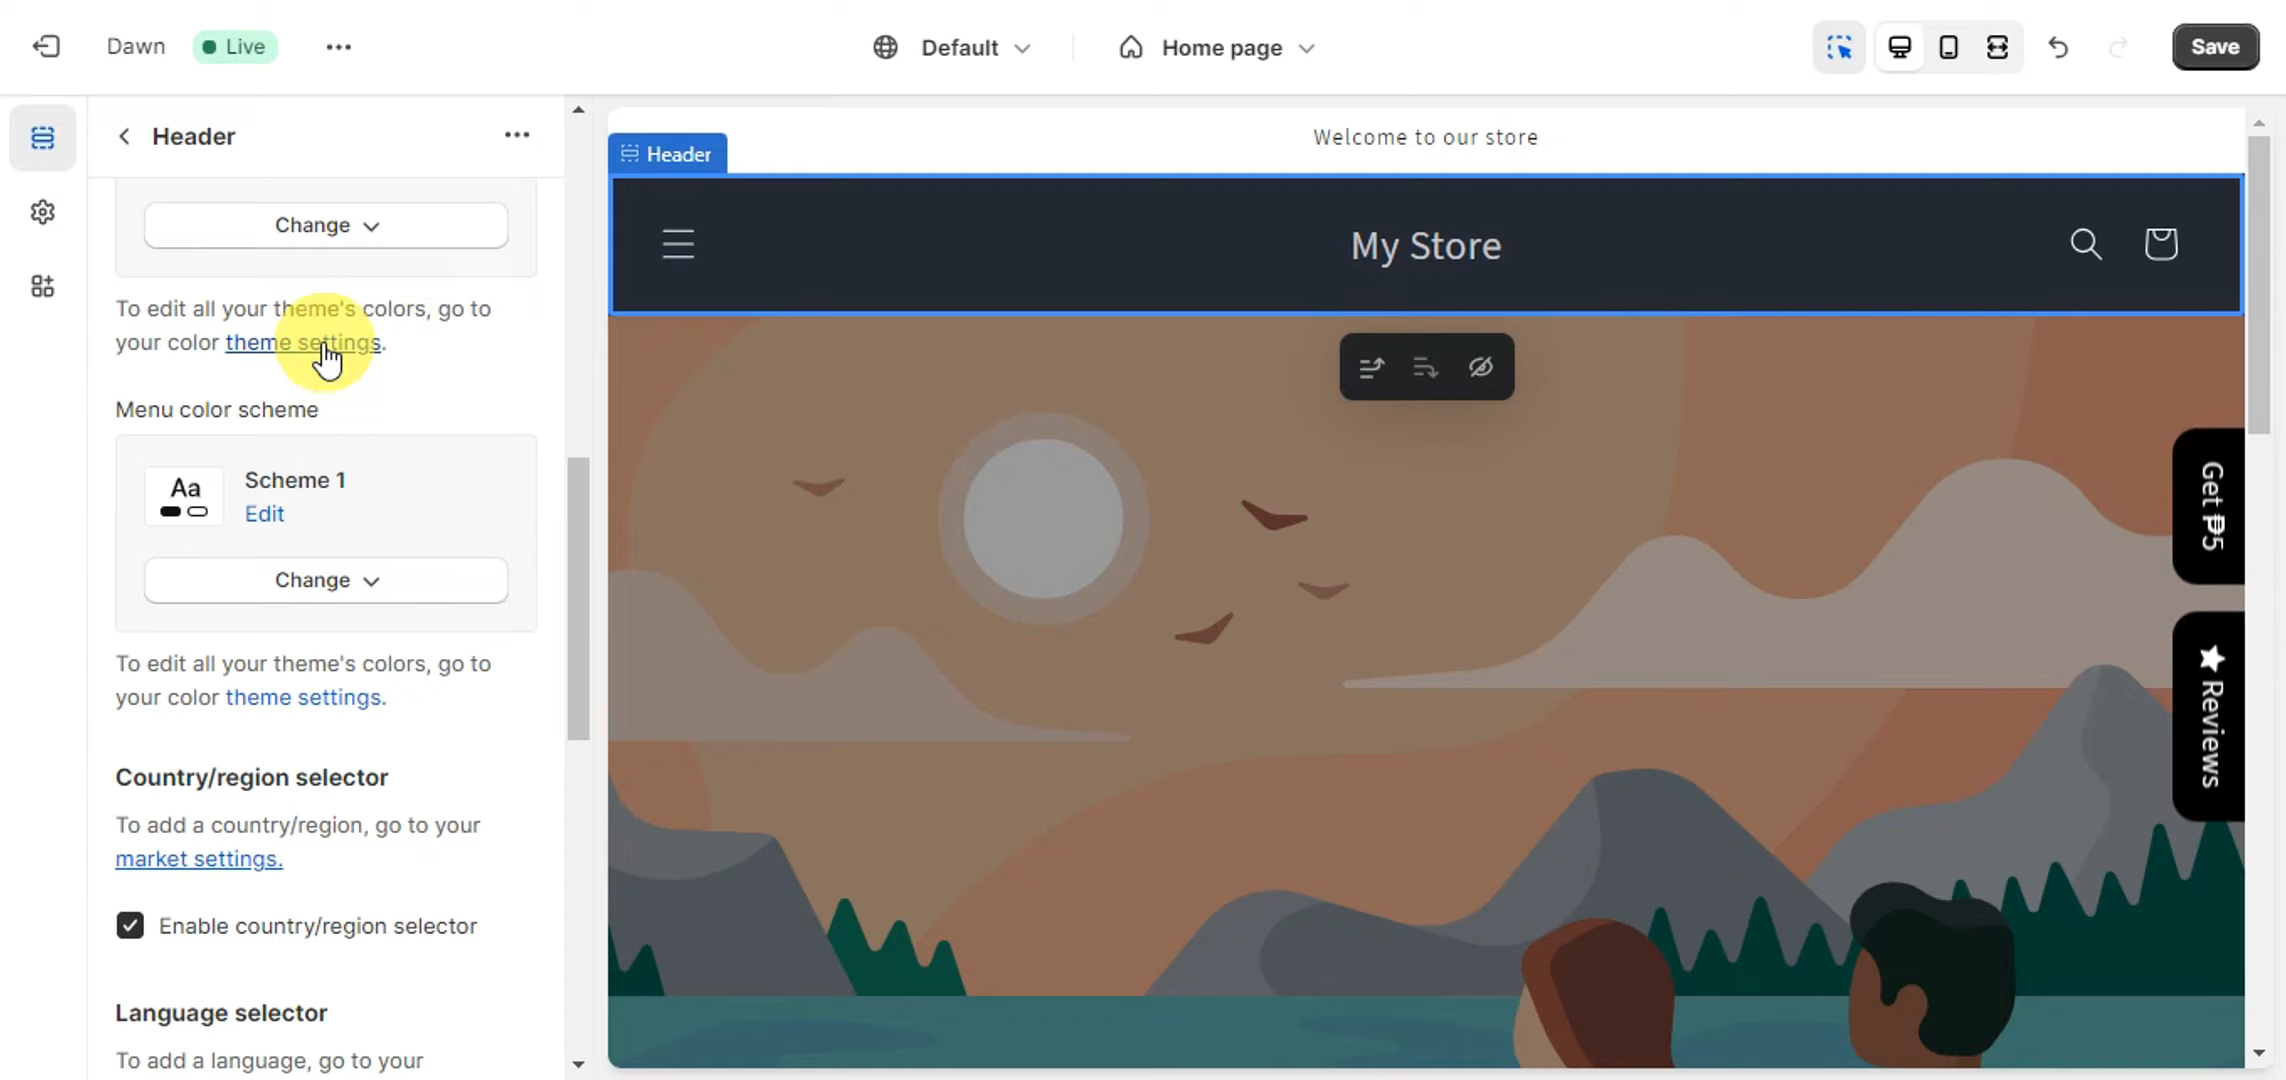 Dawn
Live
Default
Home page
Save
Header
Change
To edit all your theme's colors, go to
your color theme settings.
Menu color scheme
Aa
Scheme 1
Edit
Change
To edit all your theme's colors, go to
your color theme settings.
Country/region selector
To add a country/region, go to your
market settings.
Enable country/region selector
Language selector
To add a language, go to your
Welcome to our store
Header
My Store
Get ₱5
★ Reviews